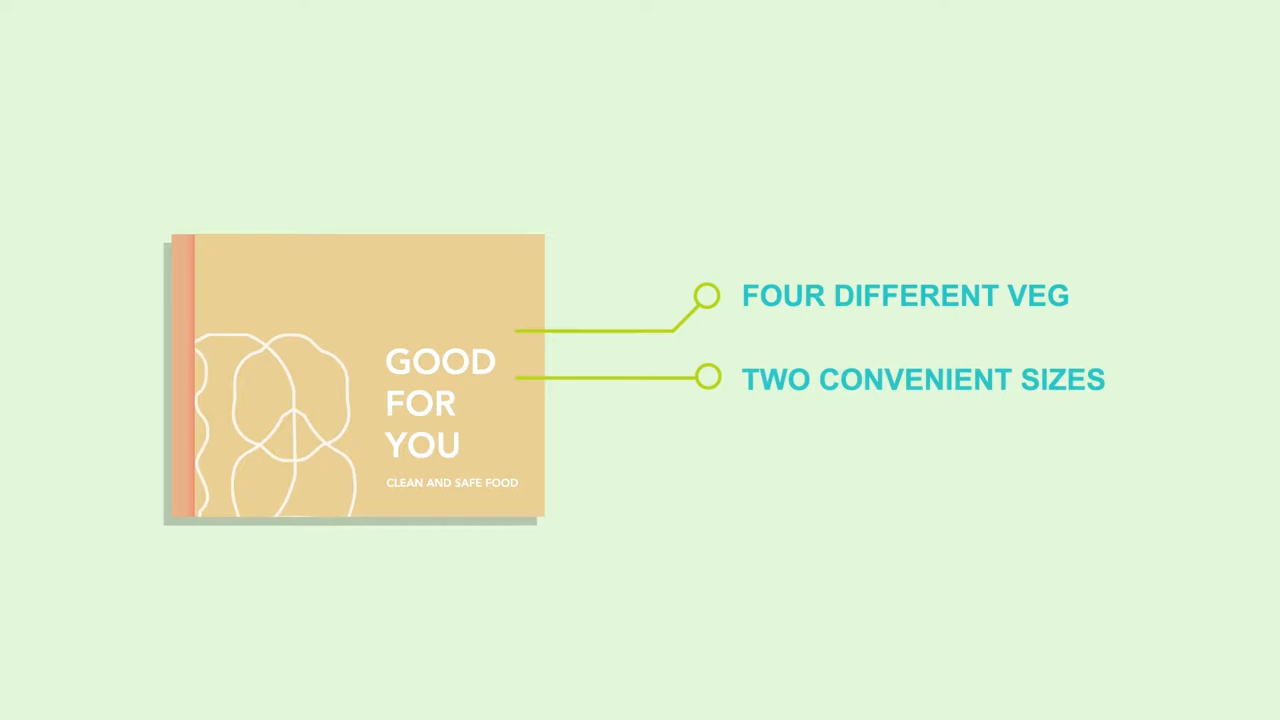 GOOD
FOR
YOU
CLEAN AND SAFE FOOD
FOUR DIFFERENT VEG
TWO CONVENIENT SIZES